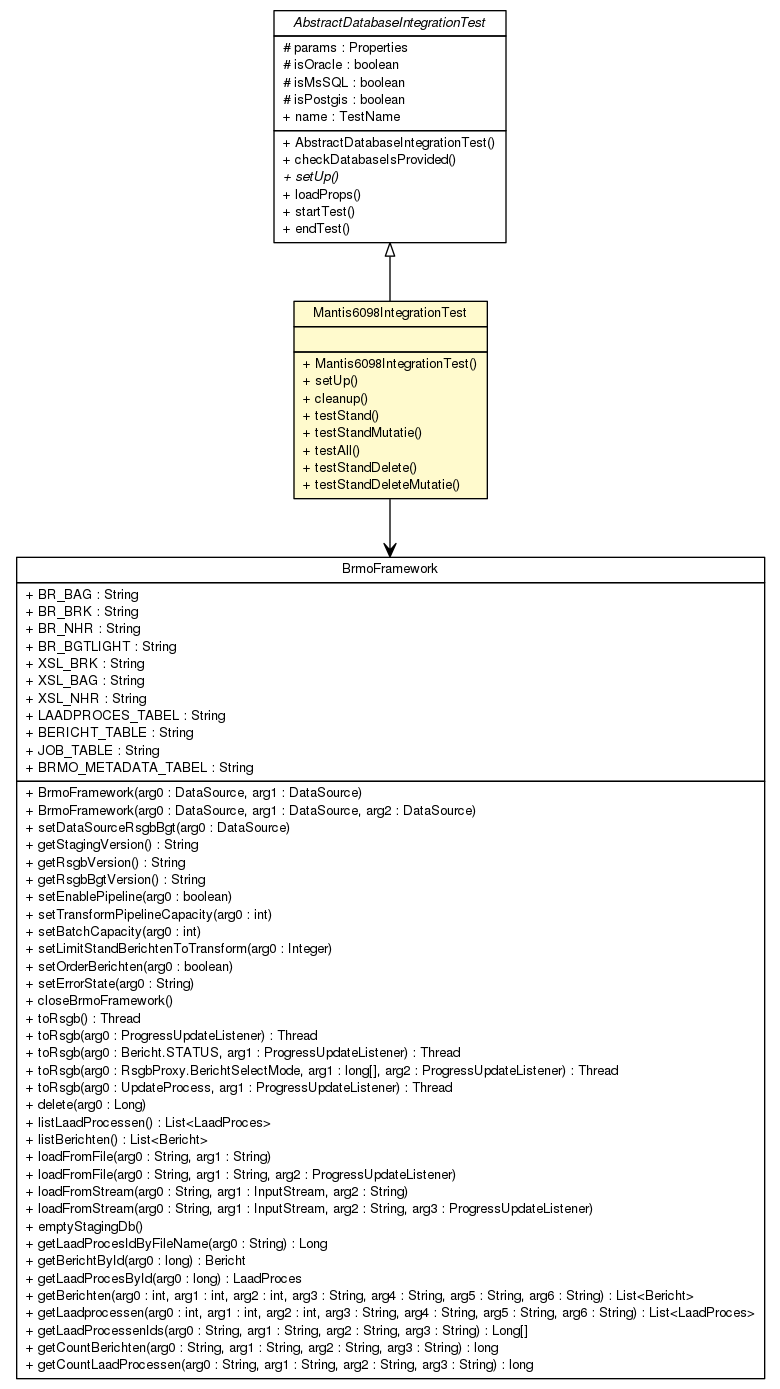 AbstractDatabaseIntegrationTest
# params : Properties
# isOracle : boolean
# isMsSQL : boolean
# isPostgis : boolean
+ name : TestName
+ AbstractDatabaseIntegrationTest()
+ checkDatabaseIsProvided()
+ setUp()
+ loadProps()
+ startTest()
+ endTest()
Mantis6098IntegrationTest
+ Mantis6098IntegrationTest()
+ setUp()
+ cleanup()
+ testStand()
+ testStandMutatie()
+ testAll()
+ testStandDelete()
+ testStandDeleteMutatie()
BrmoFramework
+ BR_BAG : String
+ BR_BRK : String
+ BR_NHR : String
+ BR_BGTLIGHT : String
+ XSL_BRK : String
+ XSL_BAG : String
+ XSL_NHR : String
+ LAADPROCES_TABEL : String
+ BERICHT_TABLE : String
+ JOB_TABLE : String
+ BRMO_METADATA_TABEL : String
+ BrmoFramework(arg0 : DataSource, arg1 : DataSource)
+ BrmoFramework(arg0 : DataSource, arg1 : DataSource, arg2 : DataSource)
+ setDataSourceRsgbBgt(arg0 : DataSource)
+ getStagingVersion() : String
+ getRsgbVersion() : String
+ getRsgbBgtVersion() : String
+ setEnablePipeline(arg0 : boolean)
+ setTransformPipelineCapacity(arg0 : int)
+ setBatchCapacity(arg0 : int)
+ setLimitStandBerichtenToTransform(arg0 : Integer)
+ setOrderBerichten(arg0 : boolean)
+ setErrorState(arg0 : String)
+ closeBrmoFramework()
+ toRsgb() : Thread
+ toRsgb(arg0 : ProgressUpdateListener) : Thread
+ toRsgb(arg0 : Bericht.STATUS, arg1 : ProgressUpdateListener) : Thread
+ toRsgb(arg0 : RsgbProxy.BerichtSelectMode, arg1 : long[], arg2 : ProgressUpdateListener) : Thread
+ toRsgb(arg0 : UpdateProcess, arg1 : ProgressUpdateListener) : Thread
+ delete(arg0 : Long)
+ listLaadProcessen() : List<LaadProces>
+ listBerichten() : List<Bericht>
+ loadFromFile(arg0 : String, arg1 : String)
+ loadFromFile(arg0 : String, arg1 : String, arg2 : ProgressUpdateListener)
+ loadFromStream(arg0 : String, arg1 : InputStream, arg2 : String)
+ loadFromStream(arg0 : String, arg1 : InputStream, arg2 : String, arg3 : ProgressUpdateListener)
+ emptyStagingDb()
+ getLaadProcesIdByFileName(arg0 : String) : Long
+ getBerichtById(arg0 : long) : Bericht
+ getLaadProcesById(arg0 : long) : LaadProces
+ getBerichten(arg0 : int, arg1 : int, arg2 : int, arg3 : String, arg4 : String, arg5 : String, arg6 : String) : List<Bericht>
+ getLaadprocessen(arg0 : int, arg1 : int, arg2 : int, arg3 : String, arg4 : String, arg5 : String, arg6 : String) : List<LaadProces>
+ getLaadProcessenIds(arg0 : String, arg1 : String, arg2 : String, arg3 : String) : Long[]
+ getCountBerichten(arg0 : String, arg1 : String, arg2 : String, arg3 : String) : long
+ getCountLaadProcessen(arg0 : String, arg1 : String, arg2 : String, arg3 : String) : long